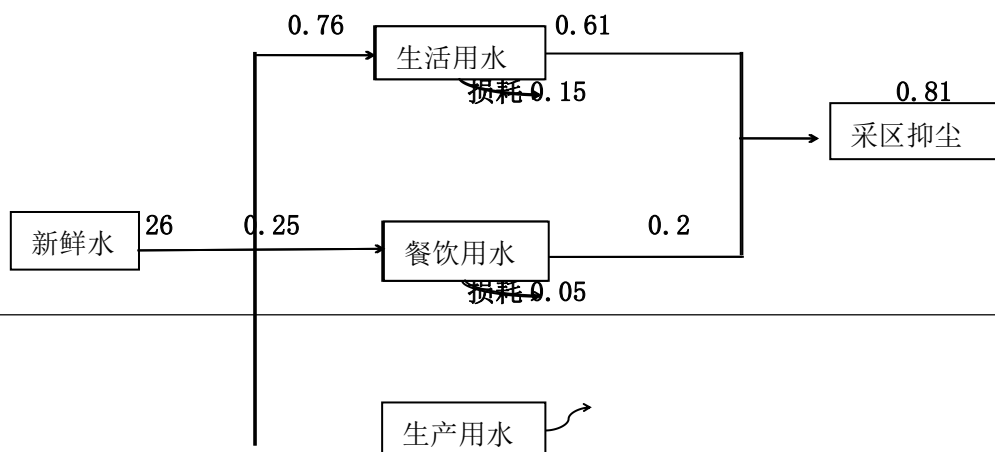 0.76
0.61
生活用水
损耗 0.15
0.81
采区抑尘
新鲜水
26
0.25
餐饮用水
0.2
损耗 0.05
生产用水